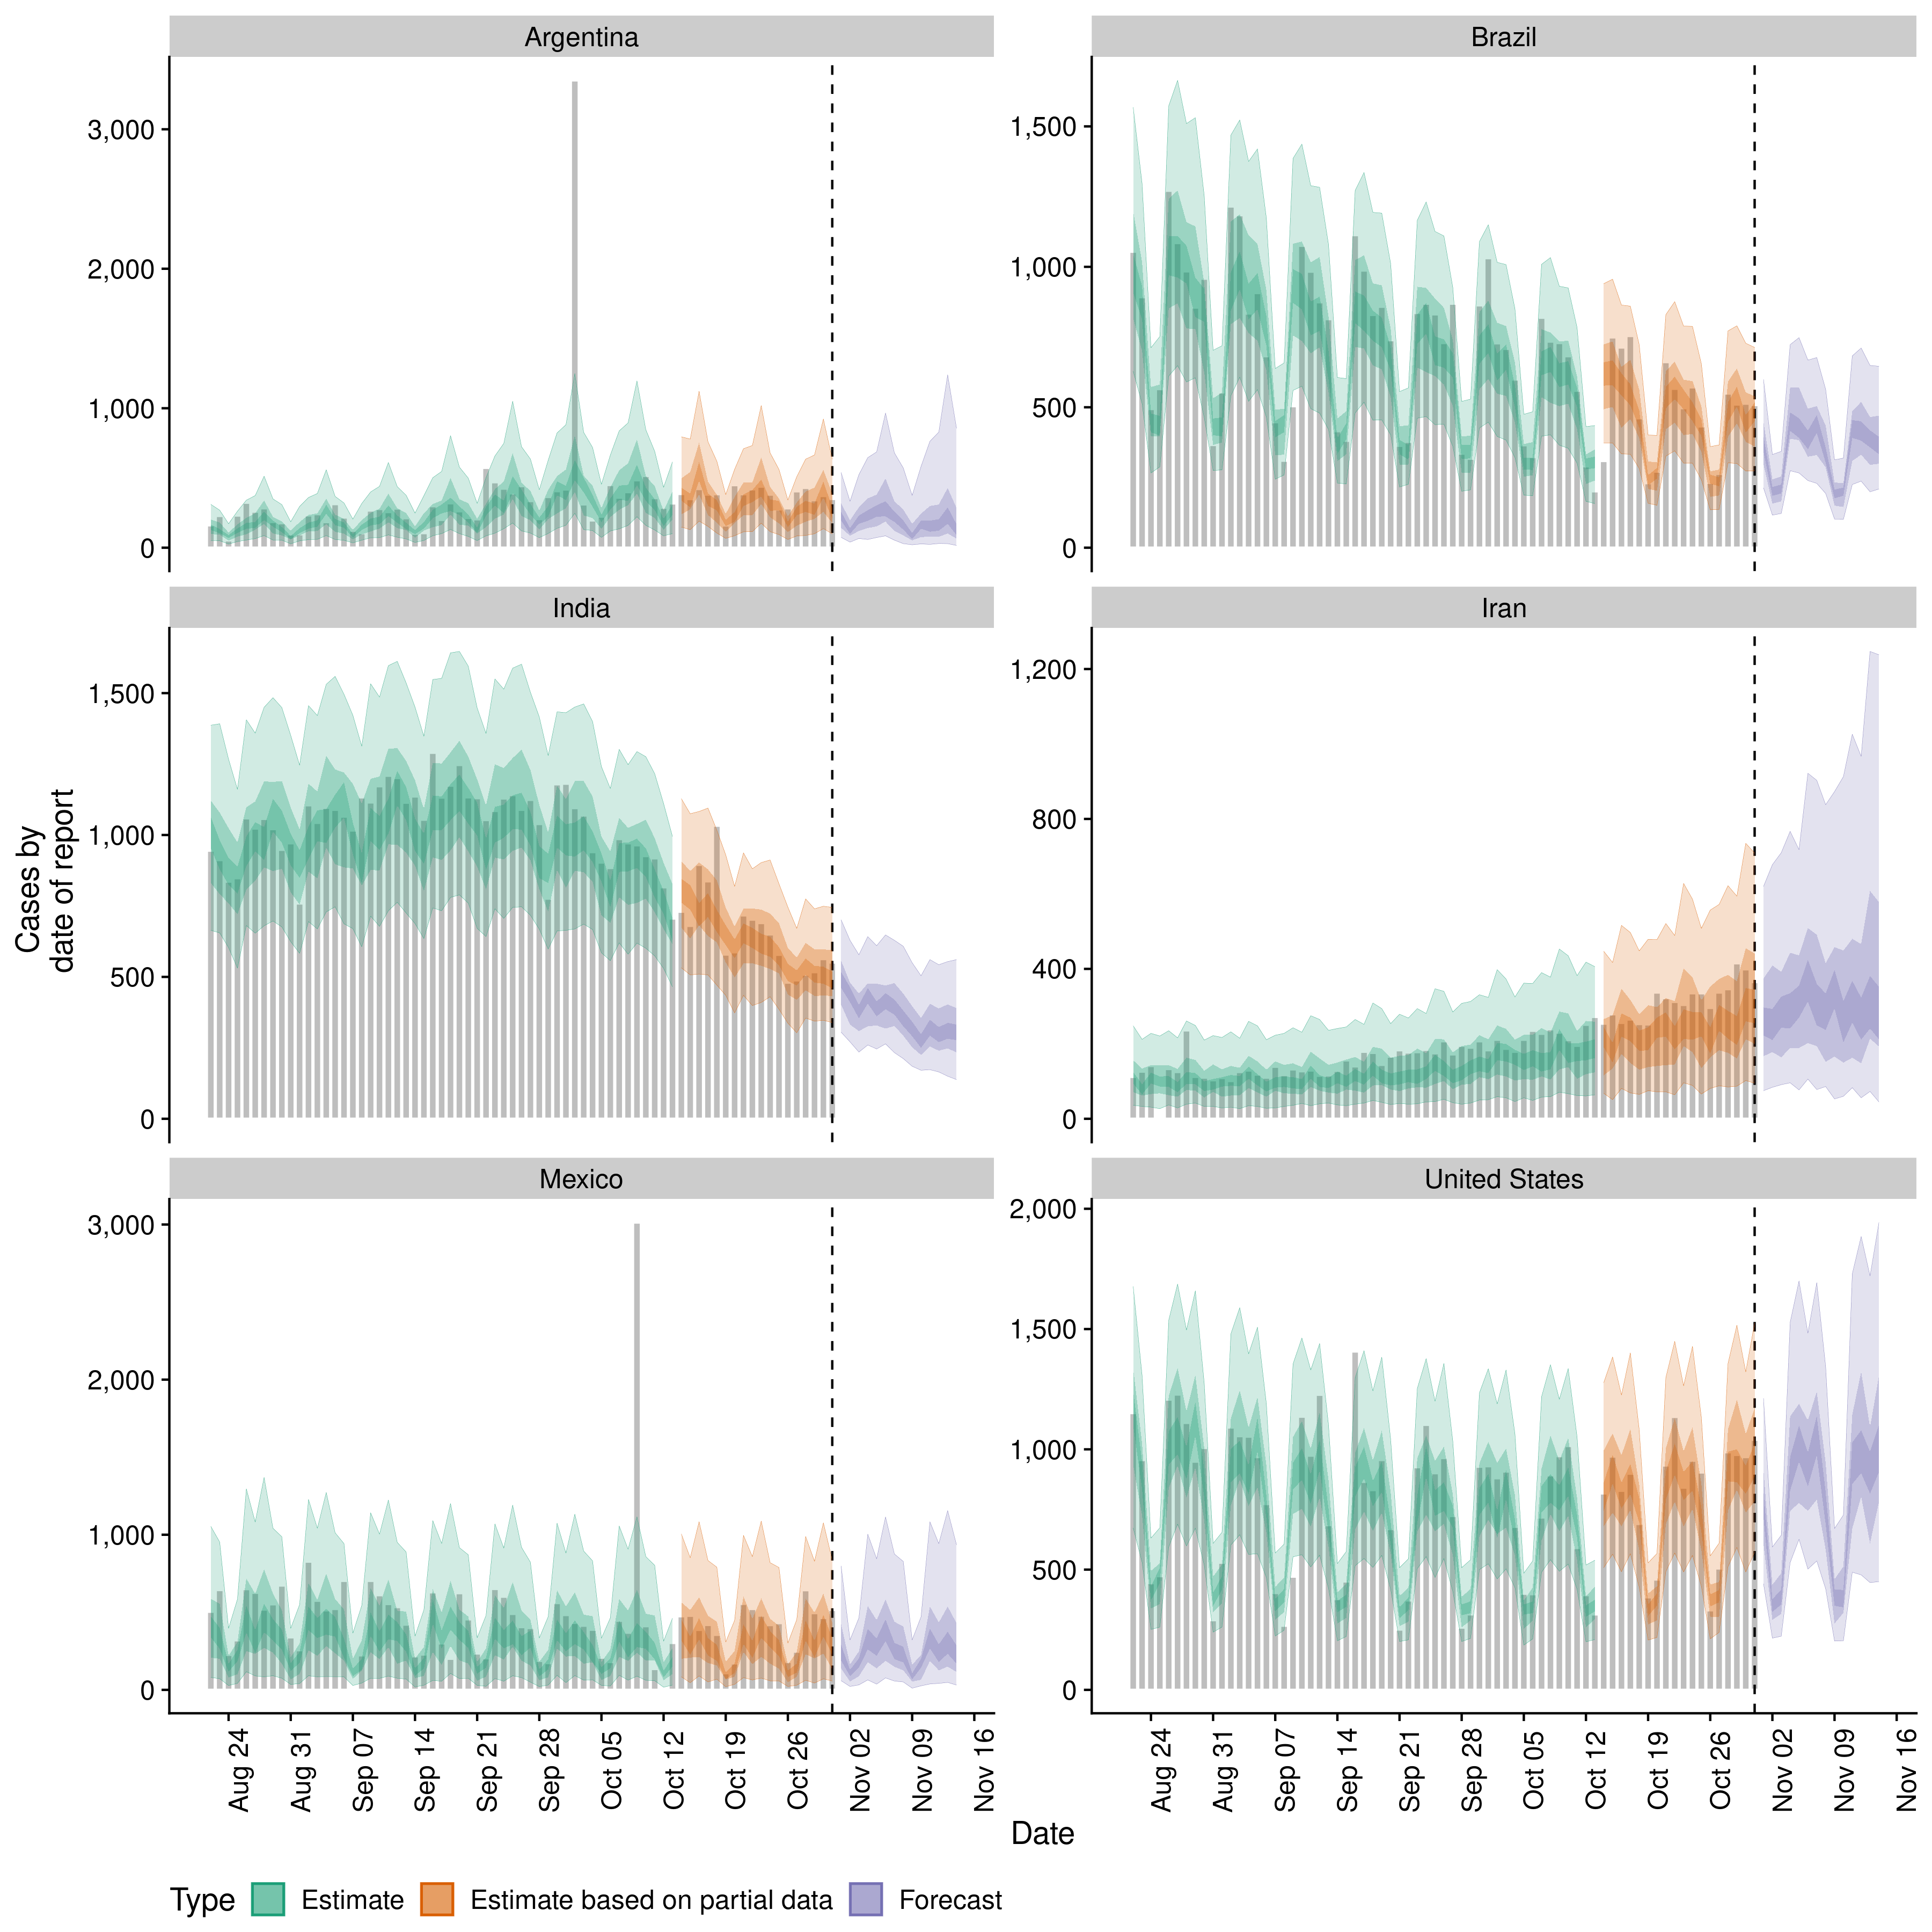 Argentina
Brazil
3,000
2,000
1,000
0
1,500
1,000
500
0
India
Iran
1,500
1,000
500
0
1,200
800
400
0
Cases by
date of report
Mexico
United States
3,000
2,000
1,000
0
2,000
1,500
1,000
500
0
Aug 24
Aug 31
Sep 07
Sep 14
Sep 21
Sep 28
Oct 05
Oct 12
Oct 19
Oct 26
Nov 02
Nov 09
Nov 16
Aug 24
Aug 31
Sep 07
Sep 14
Sep 21
Sep 28
Oct 05
Oct 12
Oct 19
Oct 26
Nov 02
Nov 09
Nov 16
Date
Type Estimate Estimate based on partial data Forecast